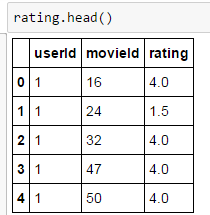 rating.head()
userId movieId rating
0 1 16 4.0
1 1 24 1.5
2 1 32 4.0
3 1 47 4.0
4 1 50 4.0